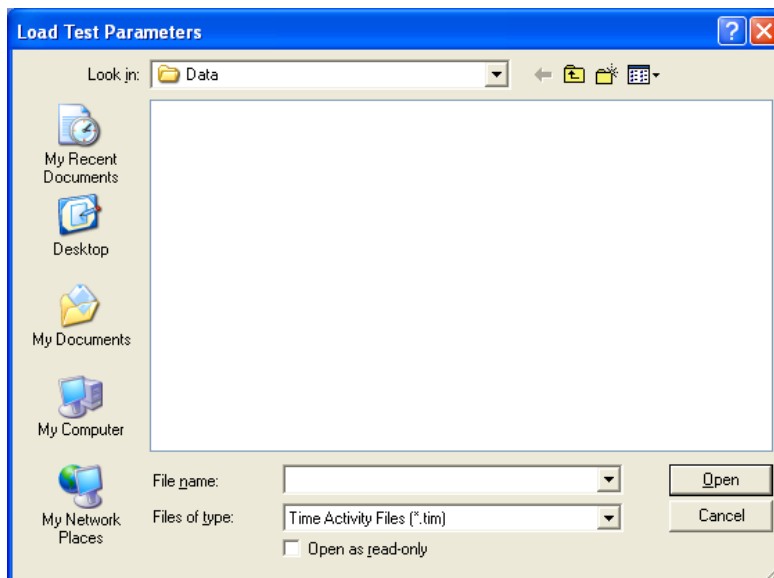 Load Test Parameters
Look in: Data
My Recent
Documents
Desktop
My Documents
My Computer
My Network
Places
File name:
Open
Files of type: Time Activity Files (*.tim)
Cancel
Open as read-only